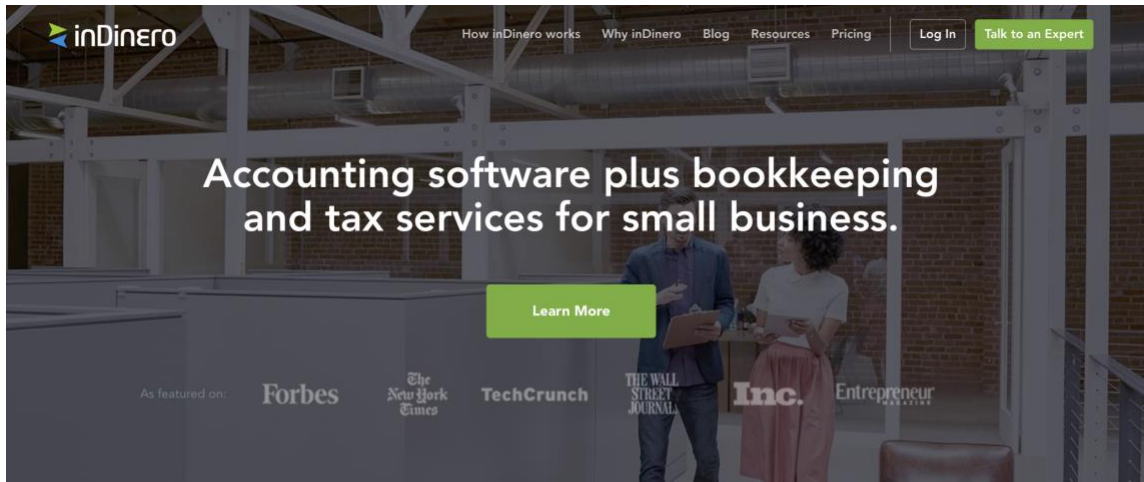 inDinero
How inDinero works Why inDinero Blog Resources Pricing Log In Talk to an Expert
Accounting software plus bookkeeping
and tax services for small business.
Learn More
As featured on:
Forbes
The
New York
Times
TechCrunch
THE WALL
STREET
JOURNAL.
Inc.
Entrepreneur
MAGAZINE